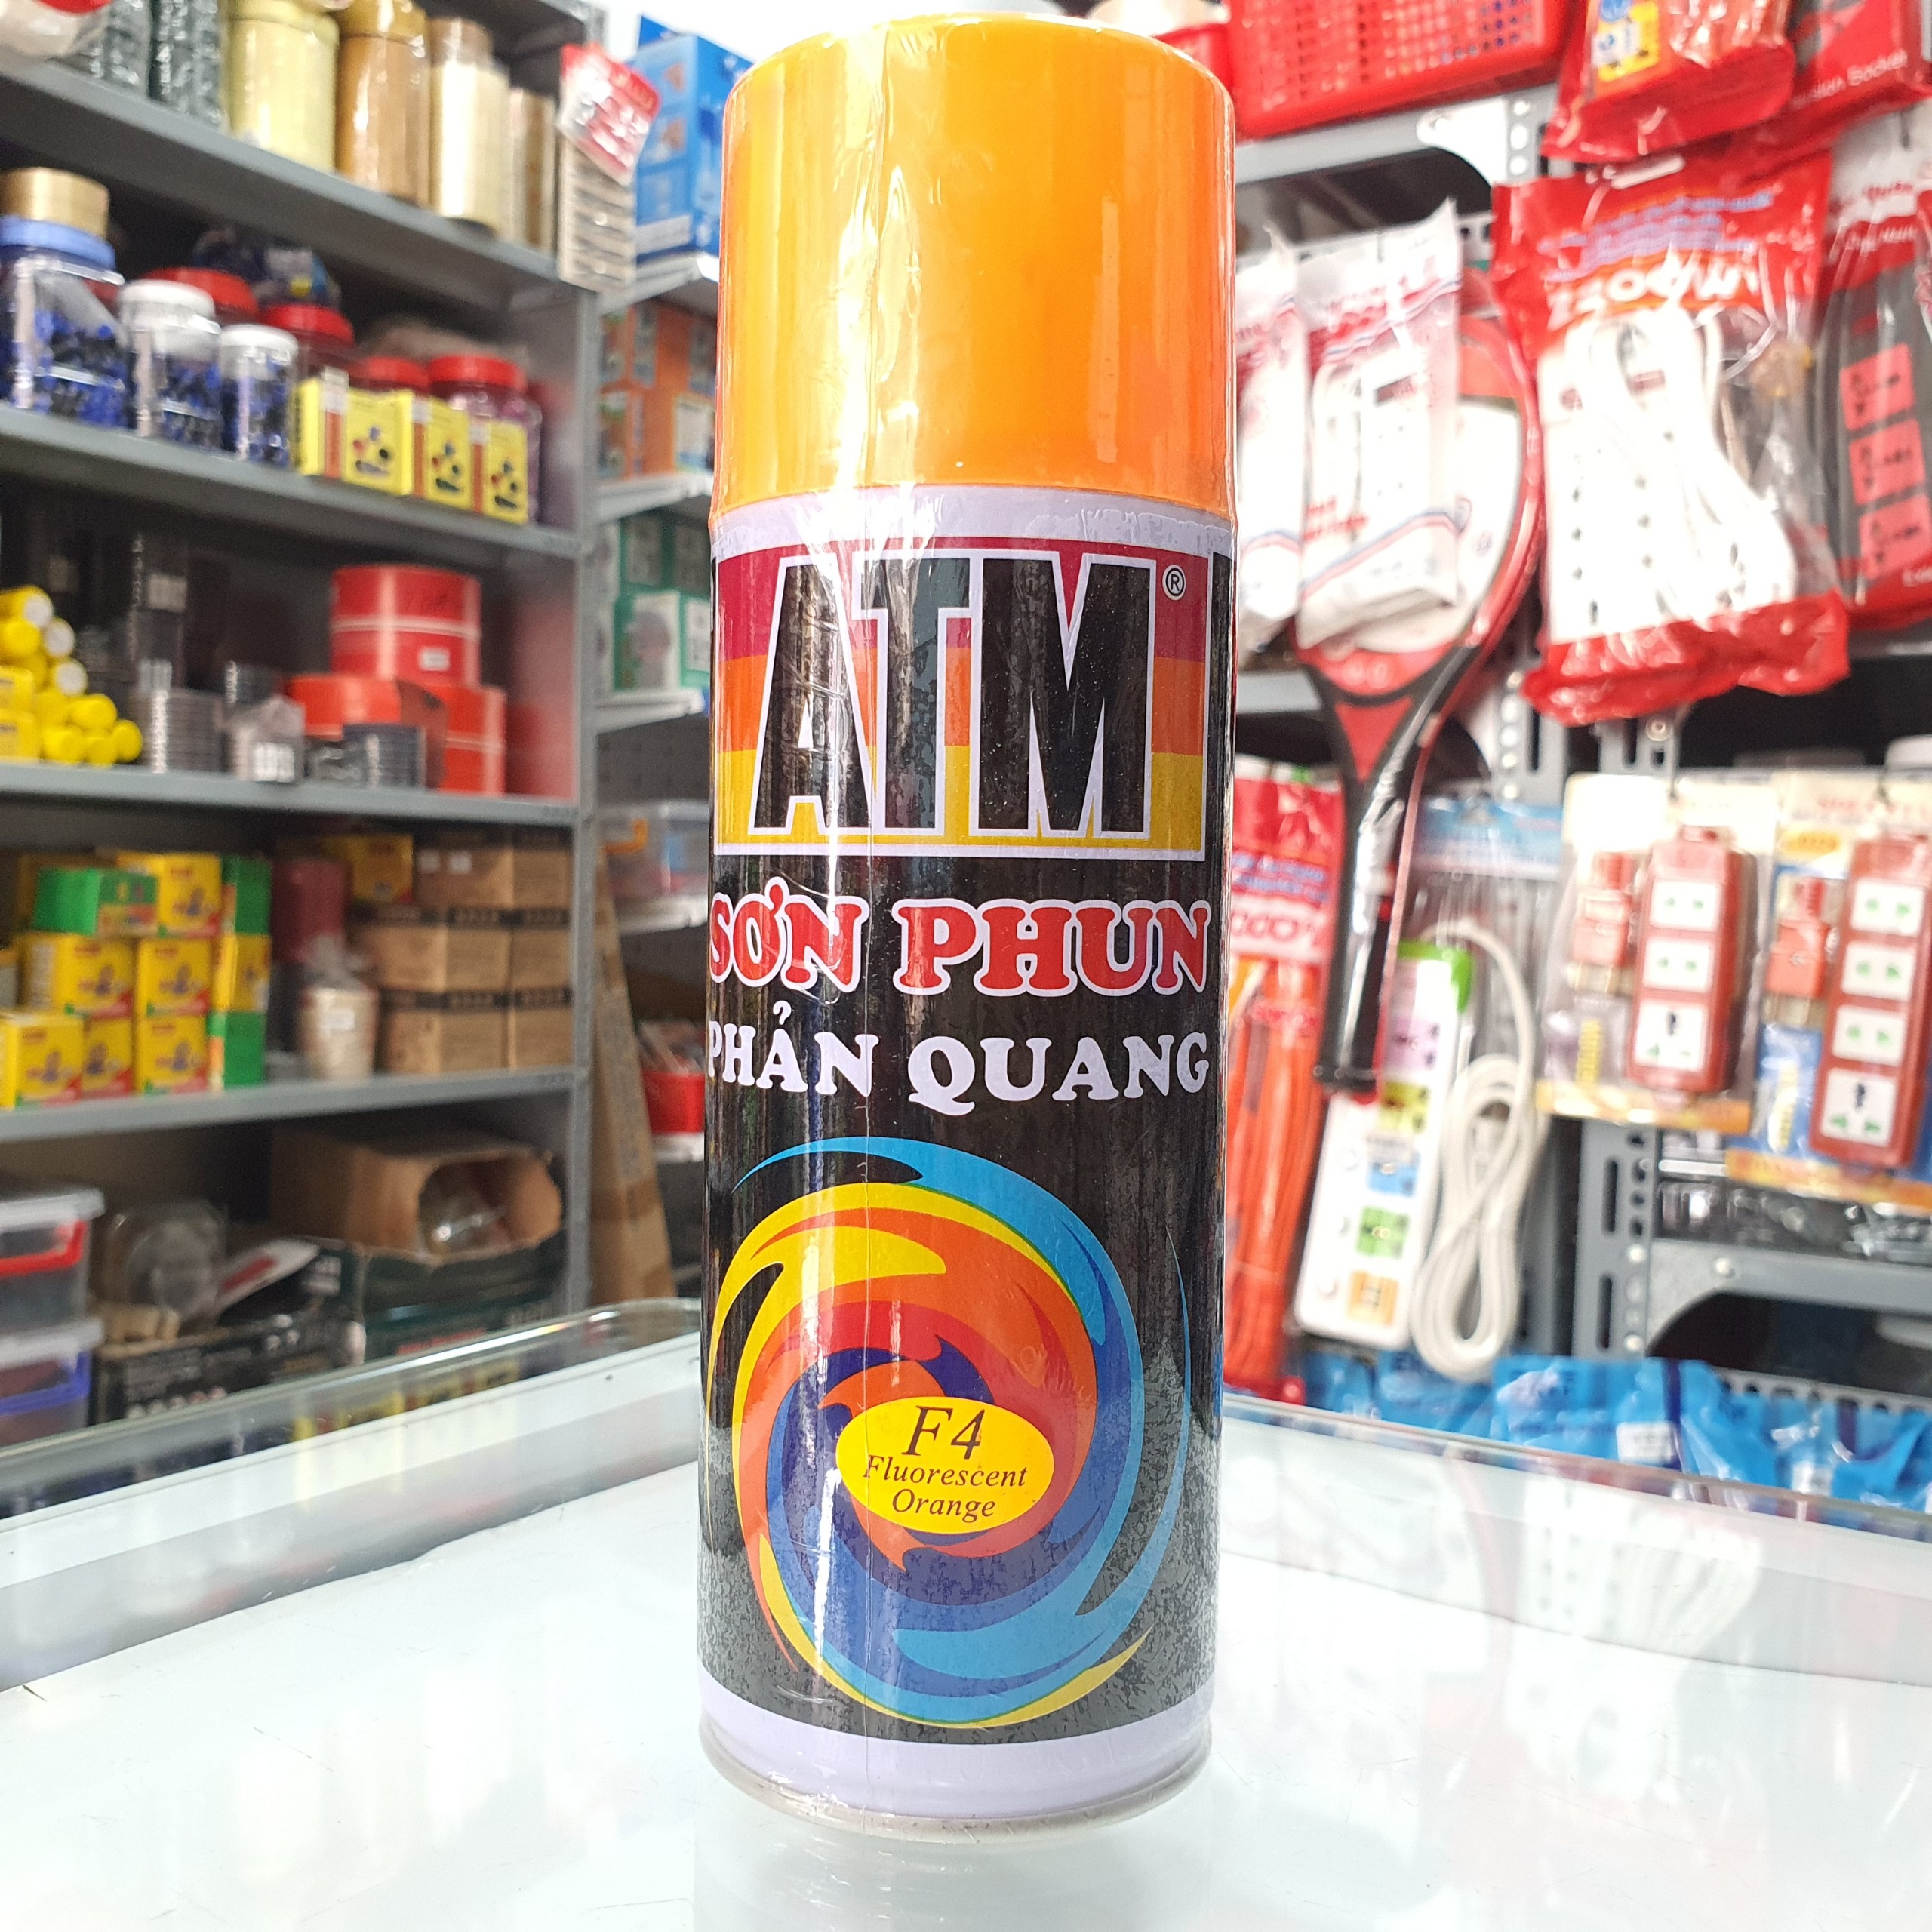 ATM®
SƠN PHUN
PHẢN QUANG
F4
Fluorescent
Orange